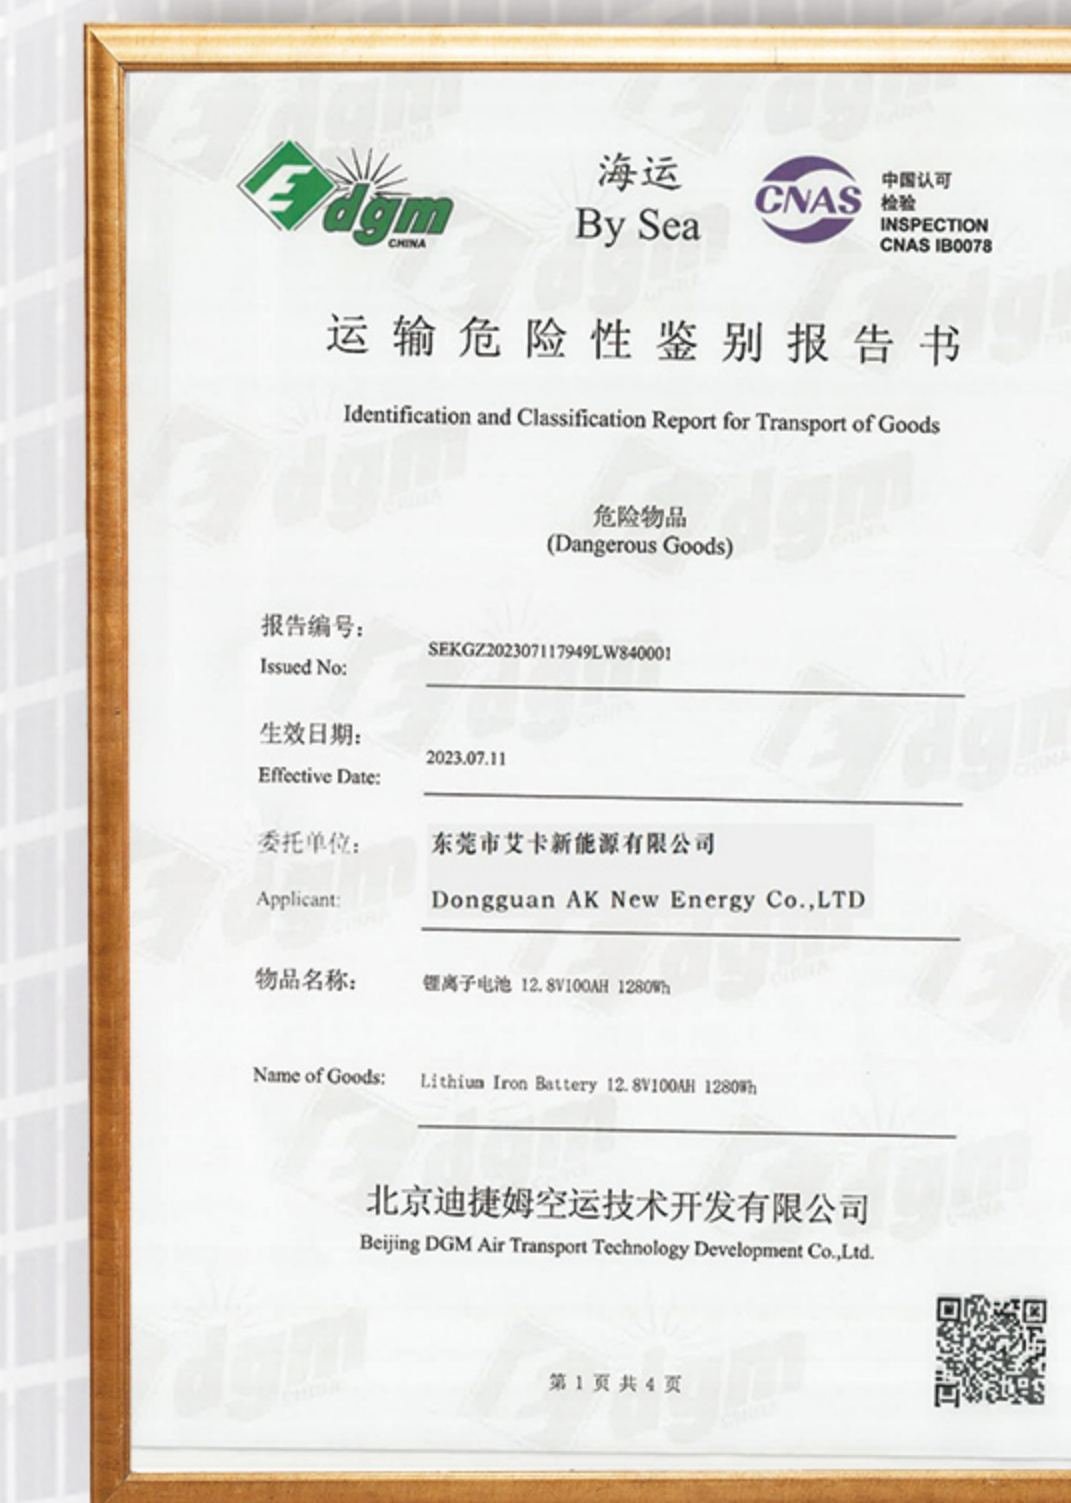 E dgm
CHINA
海运
By Sea
CNAS
中国认可
检验
INSPECTION
CNAS IB0078
运输危险性鉴别报告书
Identification and Classification Report for Transport of Goods
危险物品
(Dangerous Goods)
报告编号：
Issued No:
SEKGZ202307117949LW840001
生效日期：
Effective Date:
2023.07.11
委托单位：
东莞市艾卡新能源有限公司
Applicant:
Dongguan AK New Energy Co.,LTD
物品名称：
锂离子电池 12.8V100AH 1280Wh
Name of Goods:
Lithium Iron Battery 12.8V100AH 1280Wh
北京迪捷姆空运技术开发有限公司
Beijing DGM Air Transport Technology Development Co.,Ltd.
第 1 页 共 4 页